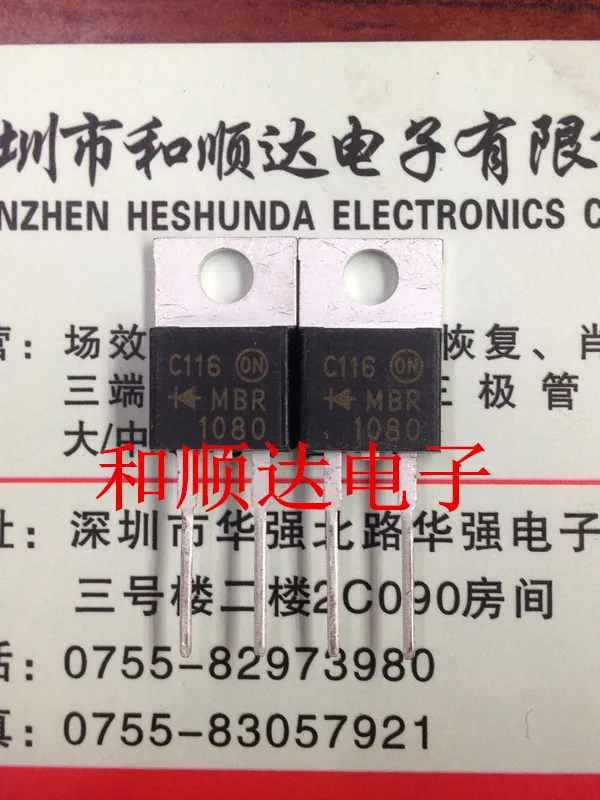 圳市和顺达电子有限
NZHEN HESHUNDA ELECTRONICS C
场效 恢复、肖
三端 三极管
大/中
C116 ON
MBR
1080
C116 ON
MBR
1080
和顺达电子
址: 深圳市华强北路华强电子
三号楼二楼2C090房间
话: 0755-82973980
真: 0755-83057921